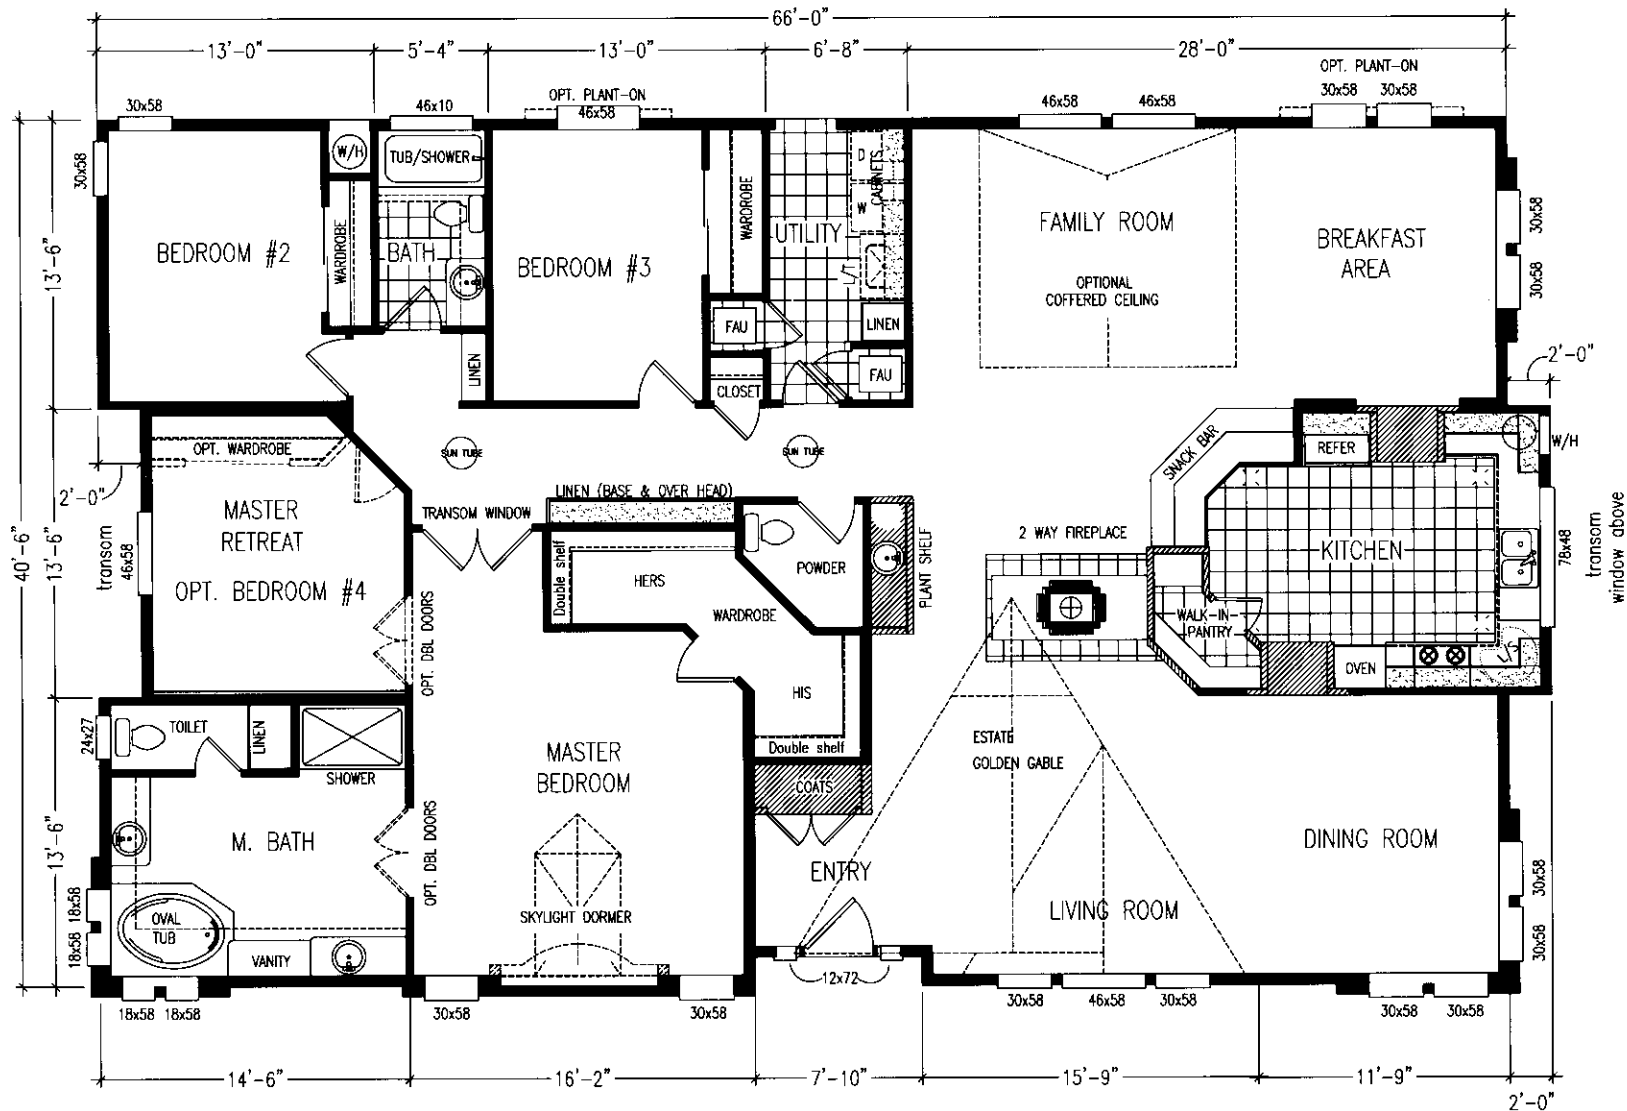 66'-0"
13'-0"
5'-4"
13'-0"
6'-8"
28'-0"
OPT. PLANT-ON
30x58
30x58
OPT. PLANT-ON
46x58
30x58
46x10
46x58
46x58
30x58
W/H
TUB/SHOWER
D
W
CABINETS
WARDROBE
WARDROBE
UTILITY
L/T
BATH
BEDROOM #2
BEDROOM #3
FAMILY ROOM
OPTIONAL
COFFERED CEILING
BREAKFAST
AREA
30x58
30x58
13'-6"
FAU
LINEN
FAU
LINEN
CLOSET
2'-0"
OPT. WARDROBE
SUN TUBE
SUN TUBE
SNACK BAR
REFER
W/H
2'-0"
LINEN (BASE & OVER HEAD)
TRANSOM WINDOW
MASTER
RETREAT
OPT. BEDROOM #4
transom
46x58
40'-6"
13'-6"
Double shelf
HERS
WARDROBE
POWDER
PLANT SHELF
2 WAY FIREPLACE
KITCHEN
78x48
transom
window above
WALK-IN-
PANTRY
OVEN
L/S
OPT. DBL DOORS
HIS
Double shelf
24x27
TOILET
LINEN
SHOWER
MASTER
BEDROOM
COATS
ESTATE
GOLDEN GABLE
13'-6"
M. BATH
OPT. DBL DOORS
ENTRY
DINING ROOM
LIVING ROOM
30x58
30x58
18x58
18x58
OVAL
TUB
VANITY
SKYLIGHT DORMER
12x72
18x58
18x58
30x58
30x58
30x58
46x58
30x58
30x58
30x58
14'-6"
16'-2"
7'-10"
15'-9"
11'-9"
2'-0"